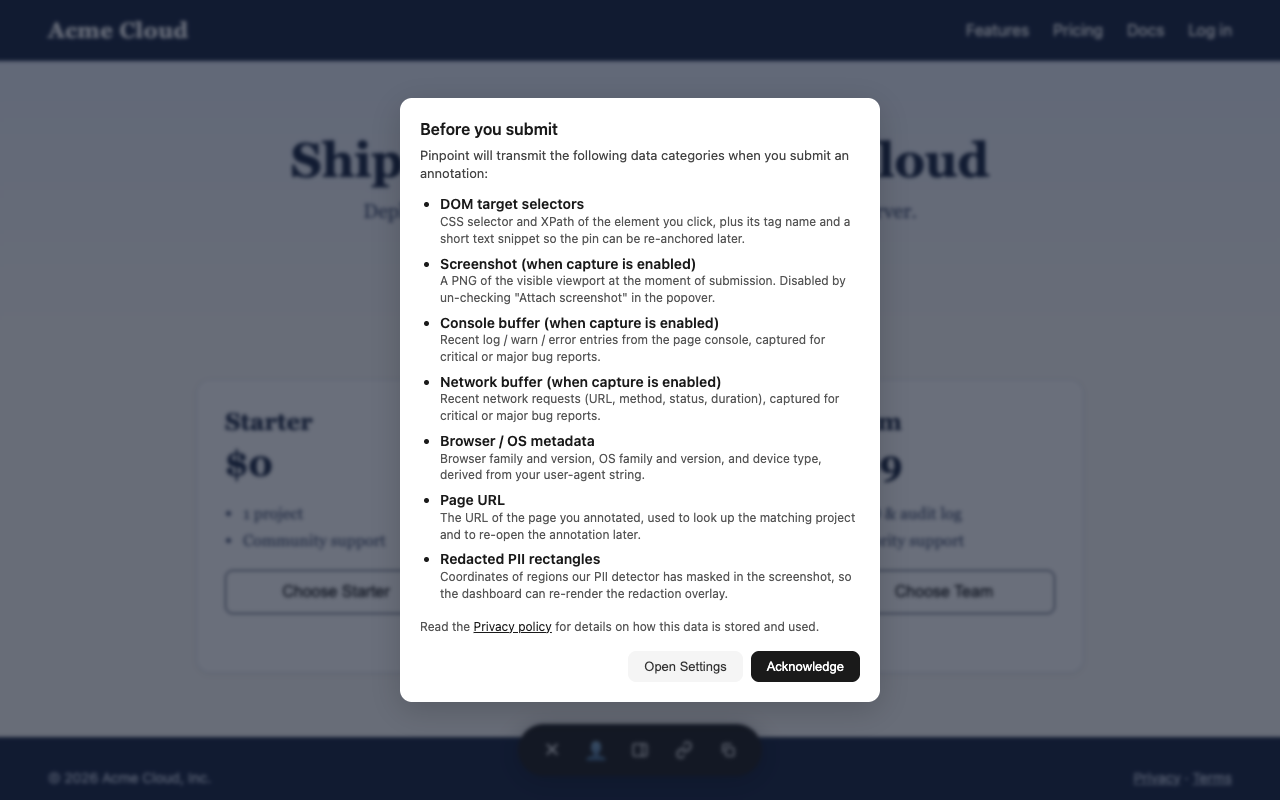 Acme Cloud
Features Pricing Docs Log in
Ship
loud
Before you submit
Pinpoint will transmit the following data categories when you submit an
annotation:
• DOM target selectors
CSS selector and XPath of the element you click, plus its tag name and a
short text snippet so the pin can be re-anchored later.
• Screenshot (when capture is enabled)
A PNG of the visible viewport at the moment of submission. Disabled by
un-checking "Attach screenshot" in the popover.
• Console buffer (when capture is enabled)
Recent log / warn / error entries from the page console, captured for
critical or major bug reports.
• Network buffer (when capture is enabled)
Recent network requests (URL, method, status, duration), captured for
critical or major bug reports.
• Browser / OS metadata
Browser family and version, OS family and version, and device type,
derived from your user-agent string.
• Page URL
The URL of the page you annotated, used to look up the matching project
and to re-open the annotation later.
• Redacted PII rectangles
Coordinates of regions our PII detector has masked in the screenshot, so
the dashboard can re-render the redaction overlay.
Read the Privacy policy for details on how this data is stored and used.
Open Settings Acknowledge
Starter
$0
• 1 project
• Community support
Choose Starter
m
9
& audit log
rity support
Choose Team
© 2026 Acme Cloud, Inc.
Privacy · Terms